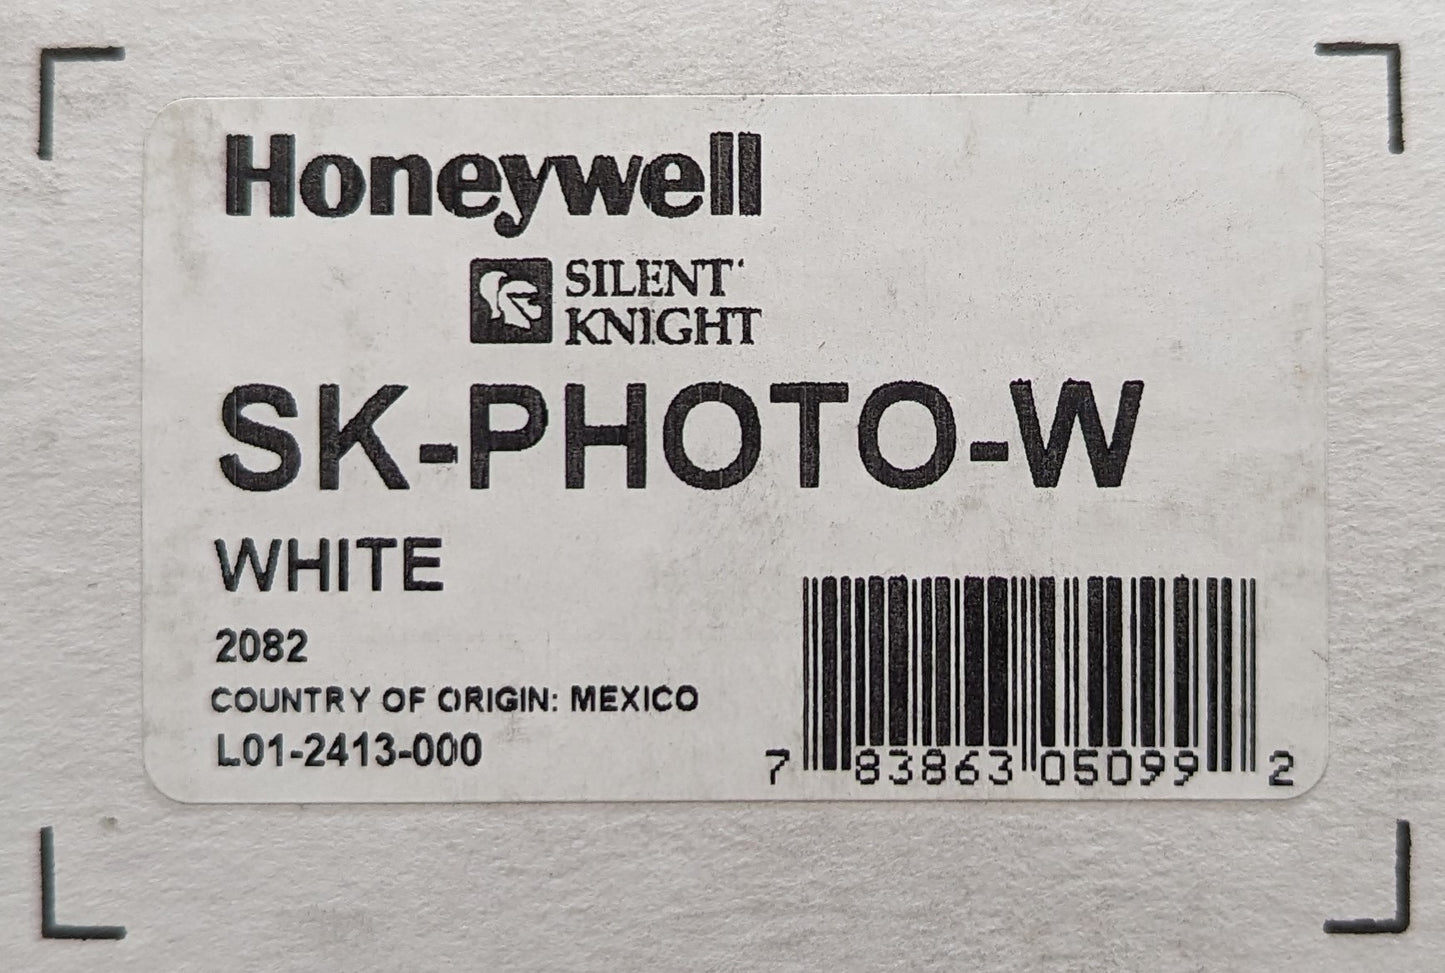 Honeywell
SILENT
KNIGHT
SK-PHOTO-W
WHITE
2082
COUNTRY OF ORIGIN: MEXICO
L01-2413-000
7 83863 05099 2